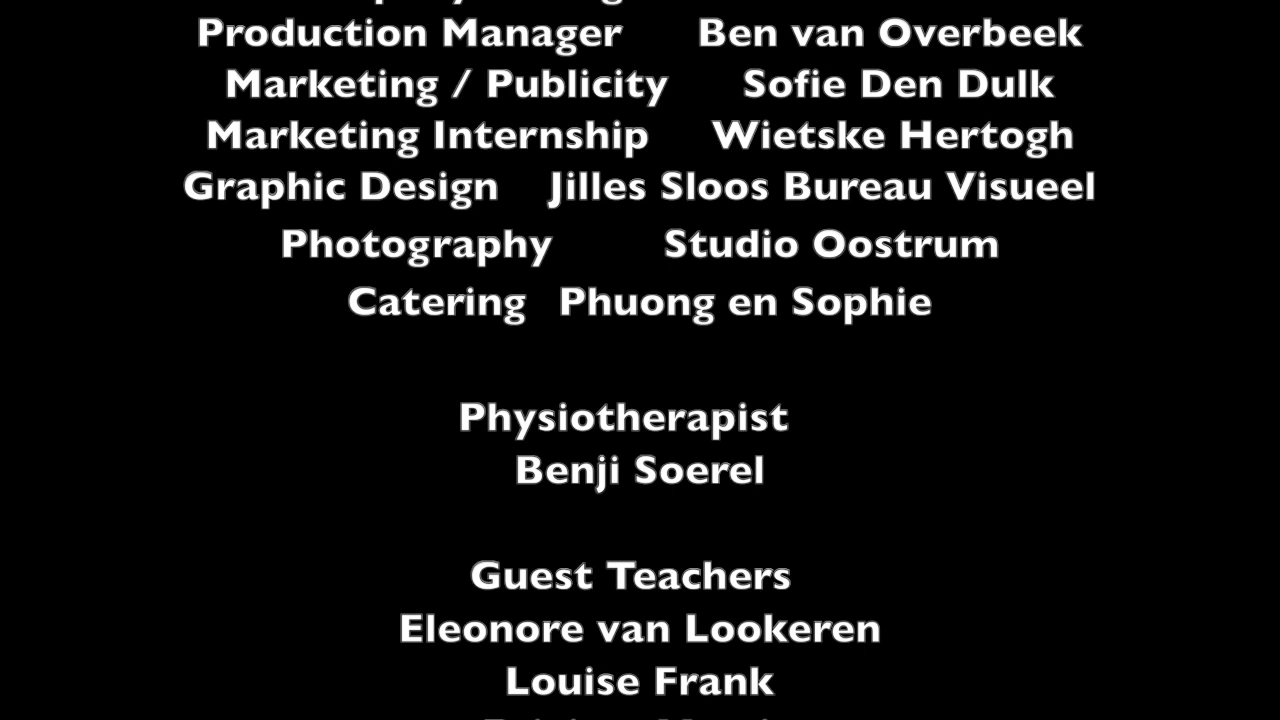 Production Manager Ben van Overbeek
Marketing / Publicity Sofie Den Dulk
Marketing Internship Wietske Hertogh
Graphic Design Jilles Sloos Bureau Visueel
Photography Studio Oostrum
Catering Phuong en Sophie
Physiotherapist
Benji Soerel
Guest Teachers
Eleonore van Lookeren
Louise Frank